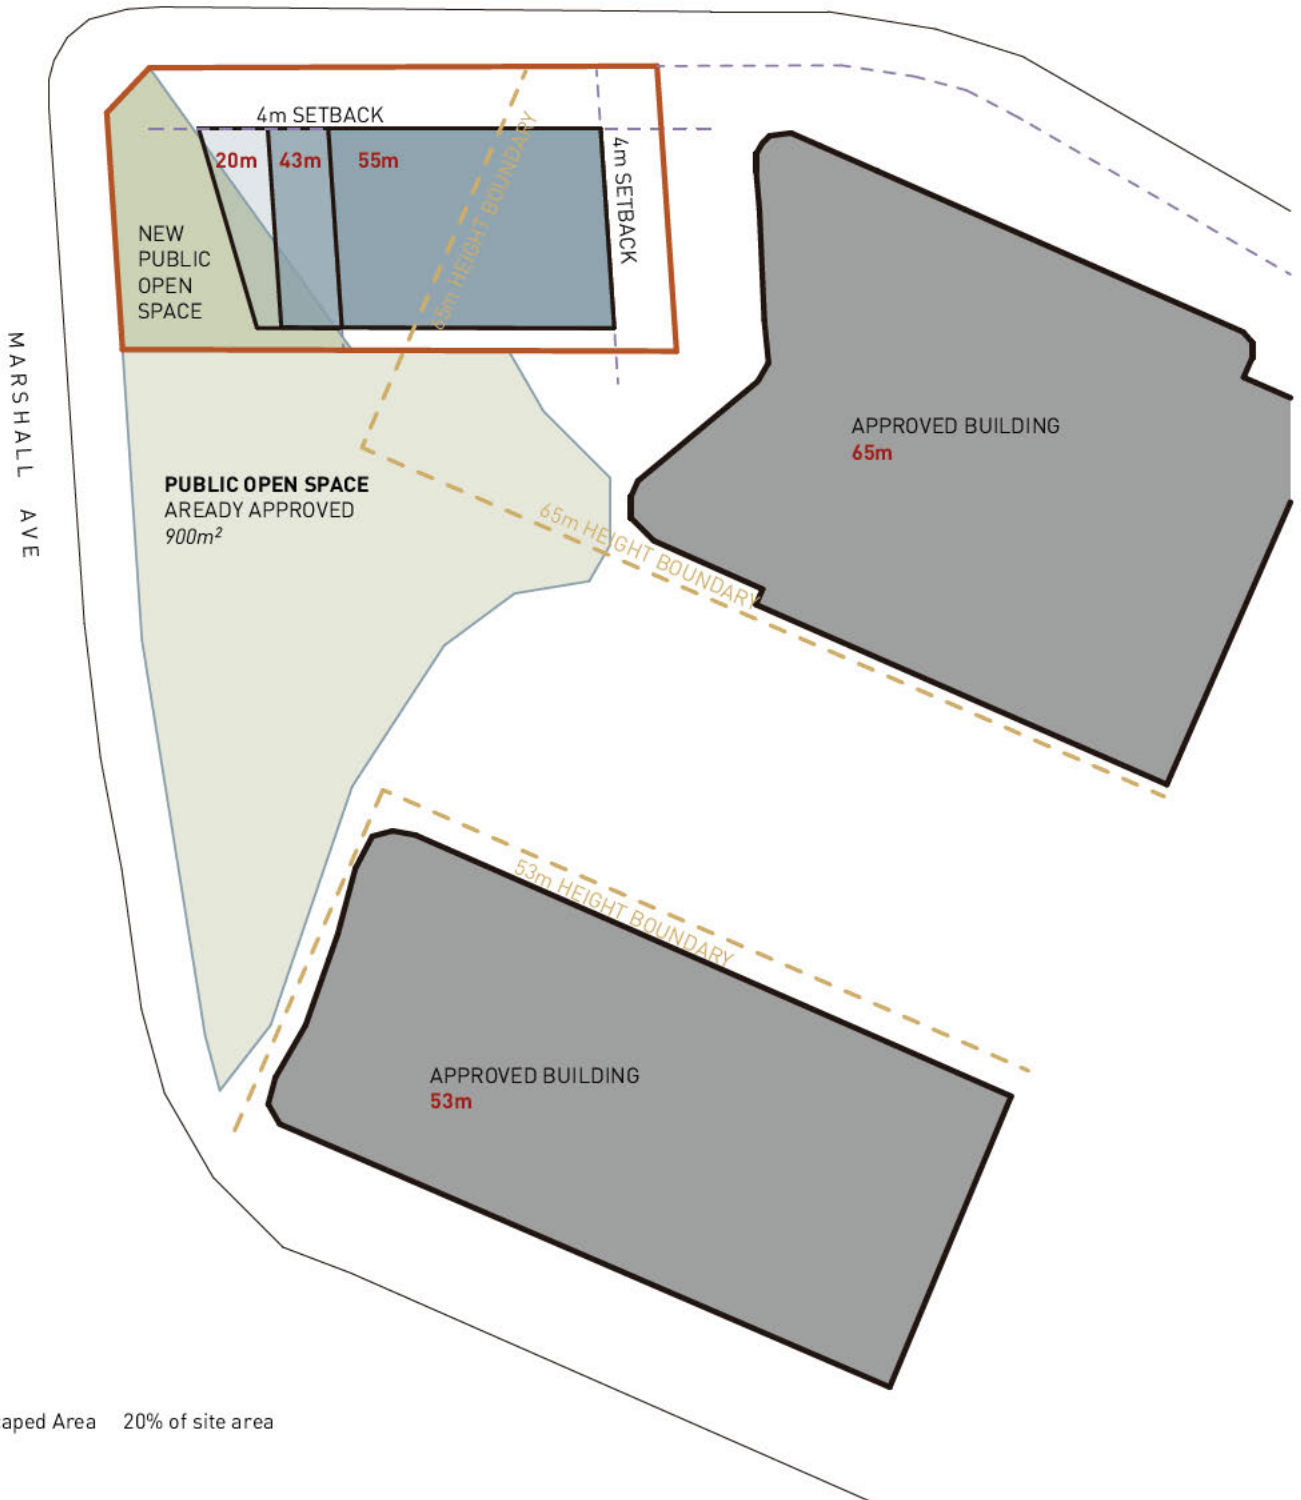 4m SETBACK
65m HEIGHT BOUNDARY
20m 43m 55m
4m SETBACK
NEW
PUBLIC
OPEN
SPACE
MARSHALL AVE
APPROVED BUILDING
65m
PUBLIC OPEN SPACE
AREADY APPROVED
900m²
65m HEIGHT BOUNDARY
53m HEIGHT BOUNDARY
APPROVED BUILDING
53m
aped Area 20% of site area